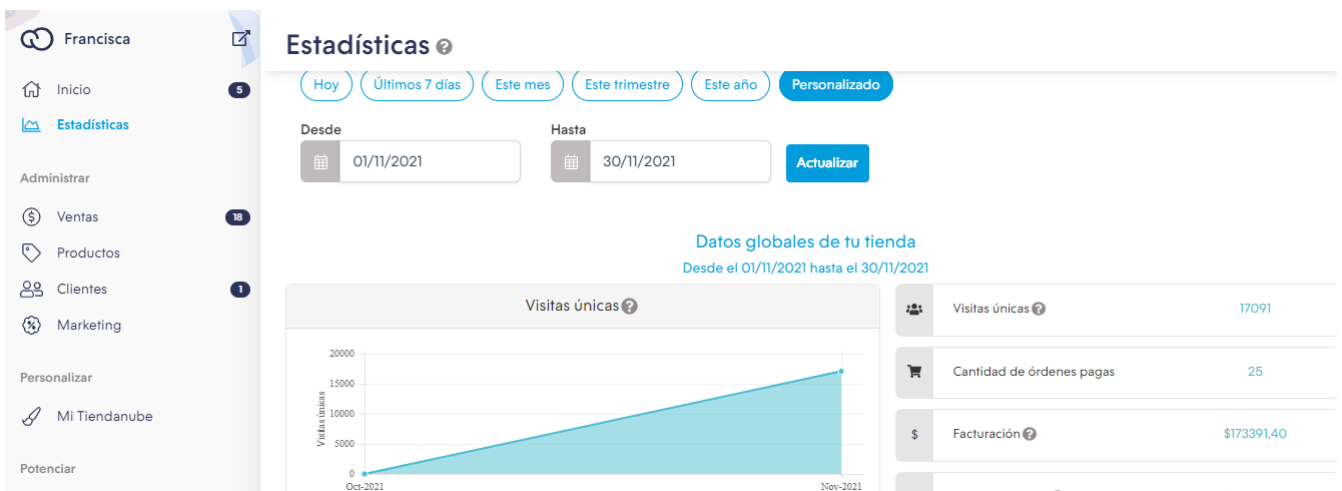 Francisca
Inicio
5
Estadísticas
Administrar
Ventas
18
Productos
Clientes
1
Marketing
Personalizar
Mi Tiendanube
Potenciar
Estadísticas ?
Hoy
Últimos 7 días
Este mes
Este trimestre
Este año
Personalizado
Desde
01/11/2021
Hasta
30/11/2021
Actualizar
Datos globales de tu tienda
Desde el 01/11/2021 hasta el 30/11/2021
Visitas únicas ?
20000
15000
10000
5000
0
Visitas únicas
Oct-2021
Nov-2021
Visitas únicas ?
17091
Cantidad de órdenes pagas
25
$
Facturación ?
$173391,40